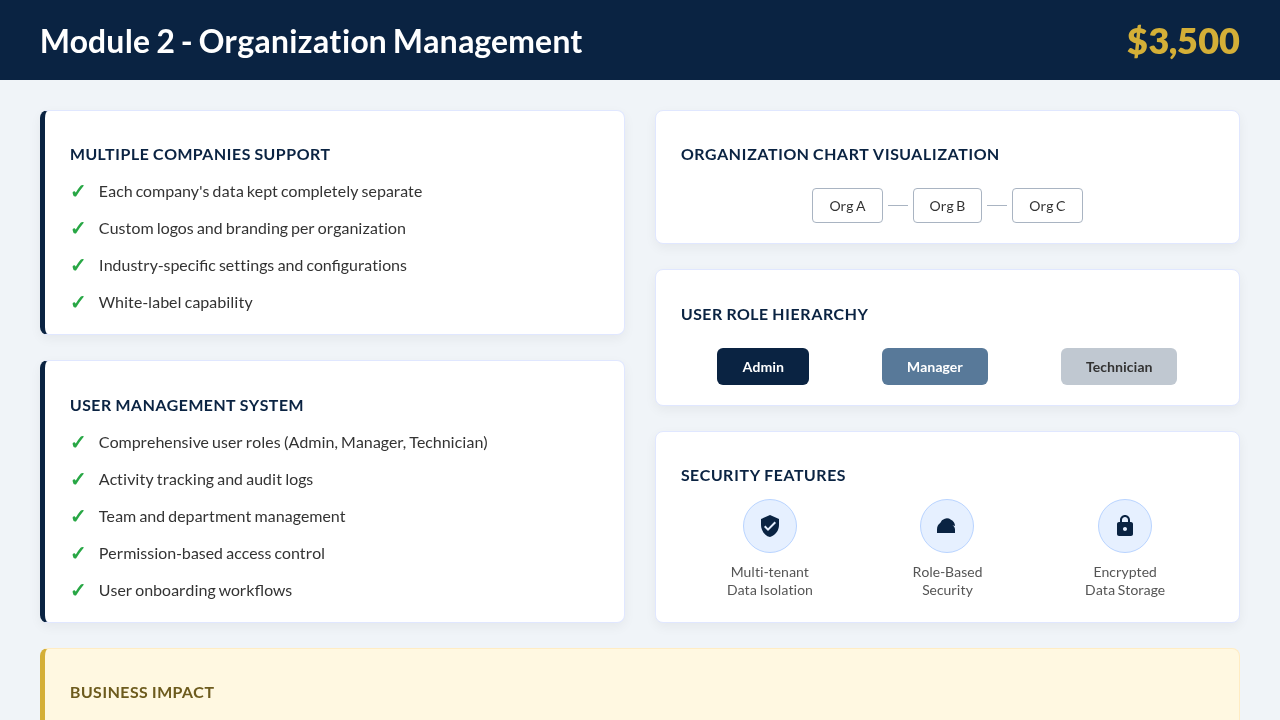 Module 2 - Organization Management
$3,500
MULTIPLE COMPANIES SUPPORT
✓ Each company's data kept completely separate
✓ Custom logos and branding per organization
✓ Industry-specific settings and configurations
✓ White-label capability
USER MANAGEMENT SYSTEM
✓ Comprehensive user roles (Admin, Manager, Technician)
✓ Activity tracking and audit logs
✓ Team and department management
✓ Permission-based access control
✓ User onboarding workflows
ORGANIZATION CHART VISUALIZATION
Org A
Org B
Org C
USER ROLE HIERARCHY
Admin
Manager
Technician
SECURITY FEATURES
Multi-tenant
Data Isolation
Role-Based
Security
Encrypted
Data Storage
BUSINESS IMPACT